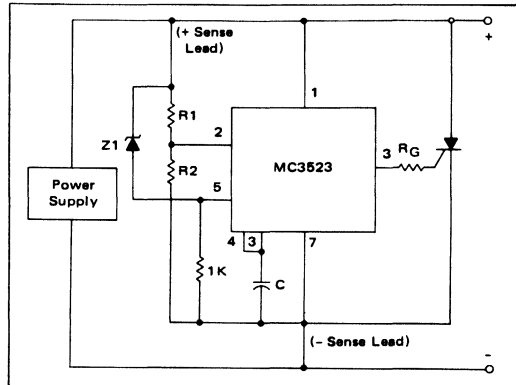 (+ Sense
Lead)
+
1
R1
2
Z1
3
RG
MC3523
R2
Power
Supply
5
4
3
7
1K
C
(- Sense Lead)
-